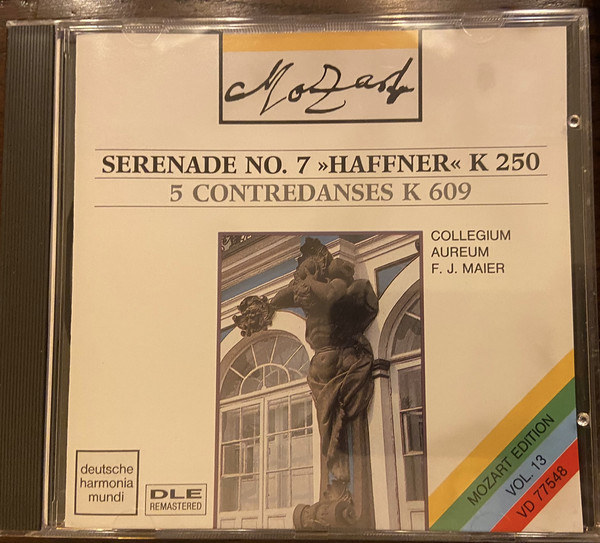 Mozart
SERENADE NO. 7 »HAFFNER« K 250
5 CONTREDANSES K 609
COLLEGIUM
AUREUM
F. J. MAIER
MOZART EDITION
VOL. 13
VD 77548
deutsche
harmonia
mundi
DLE
REMASTERED